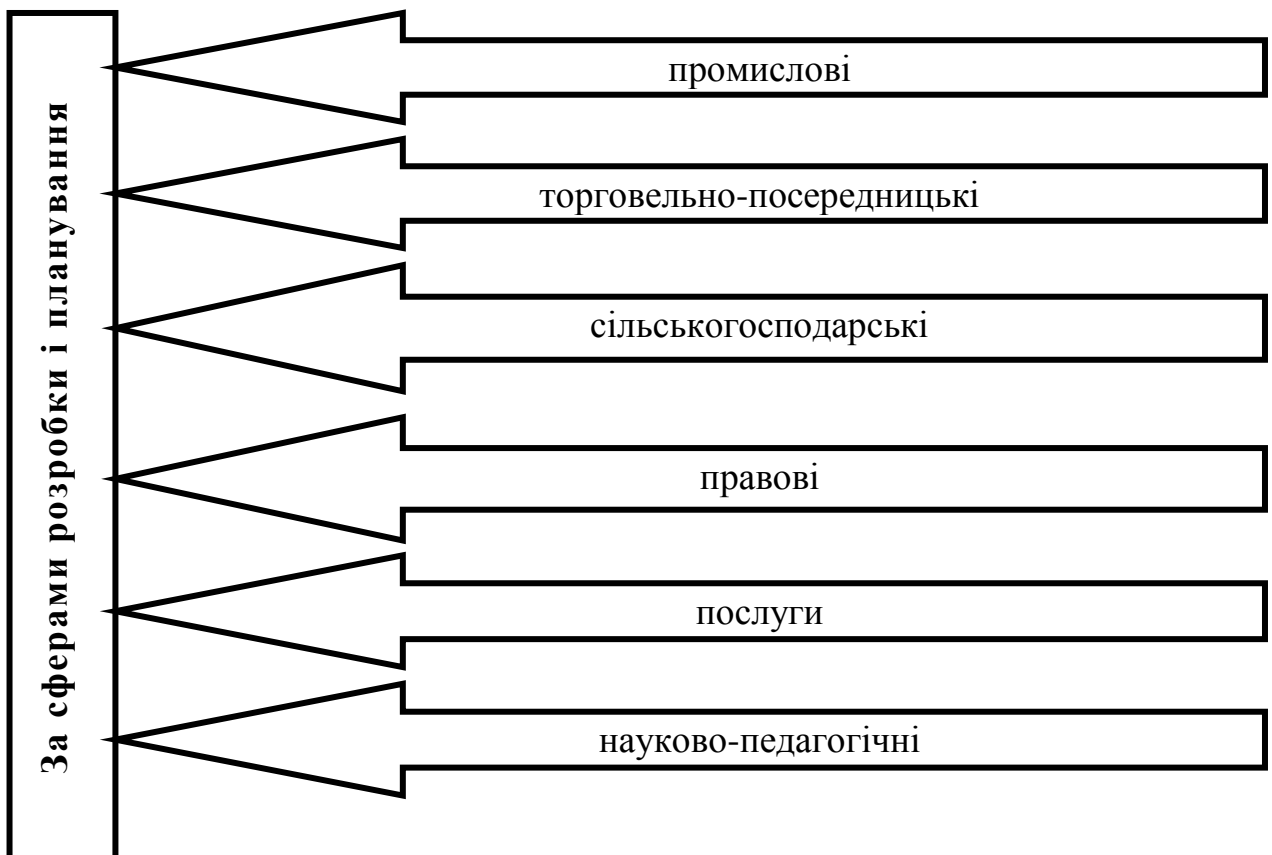 За сферами розробки і планування
промислові
торговельно-посередницькі
сільськогосподарські
правові
послуги
науково-педагогічні